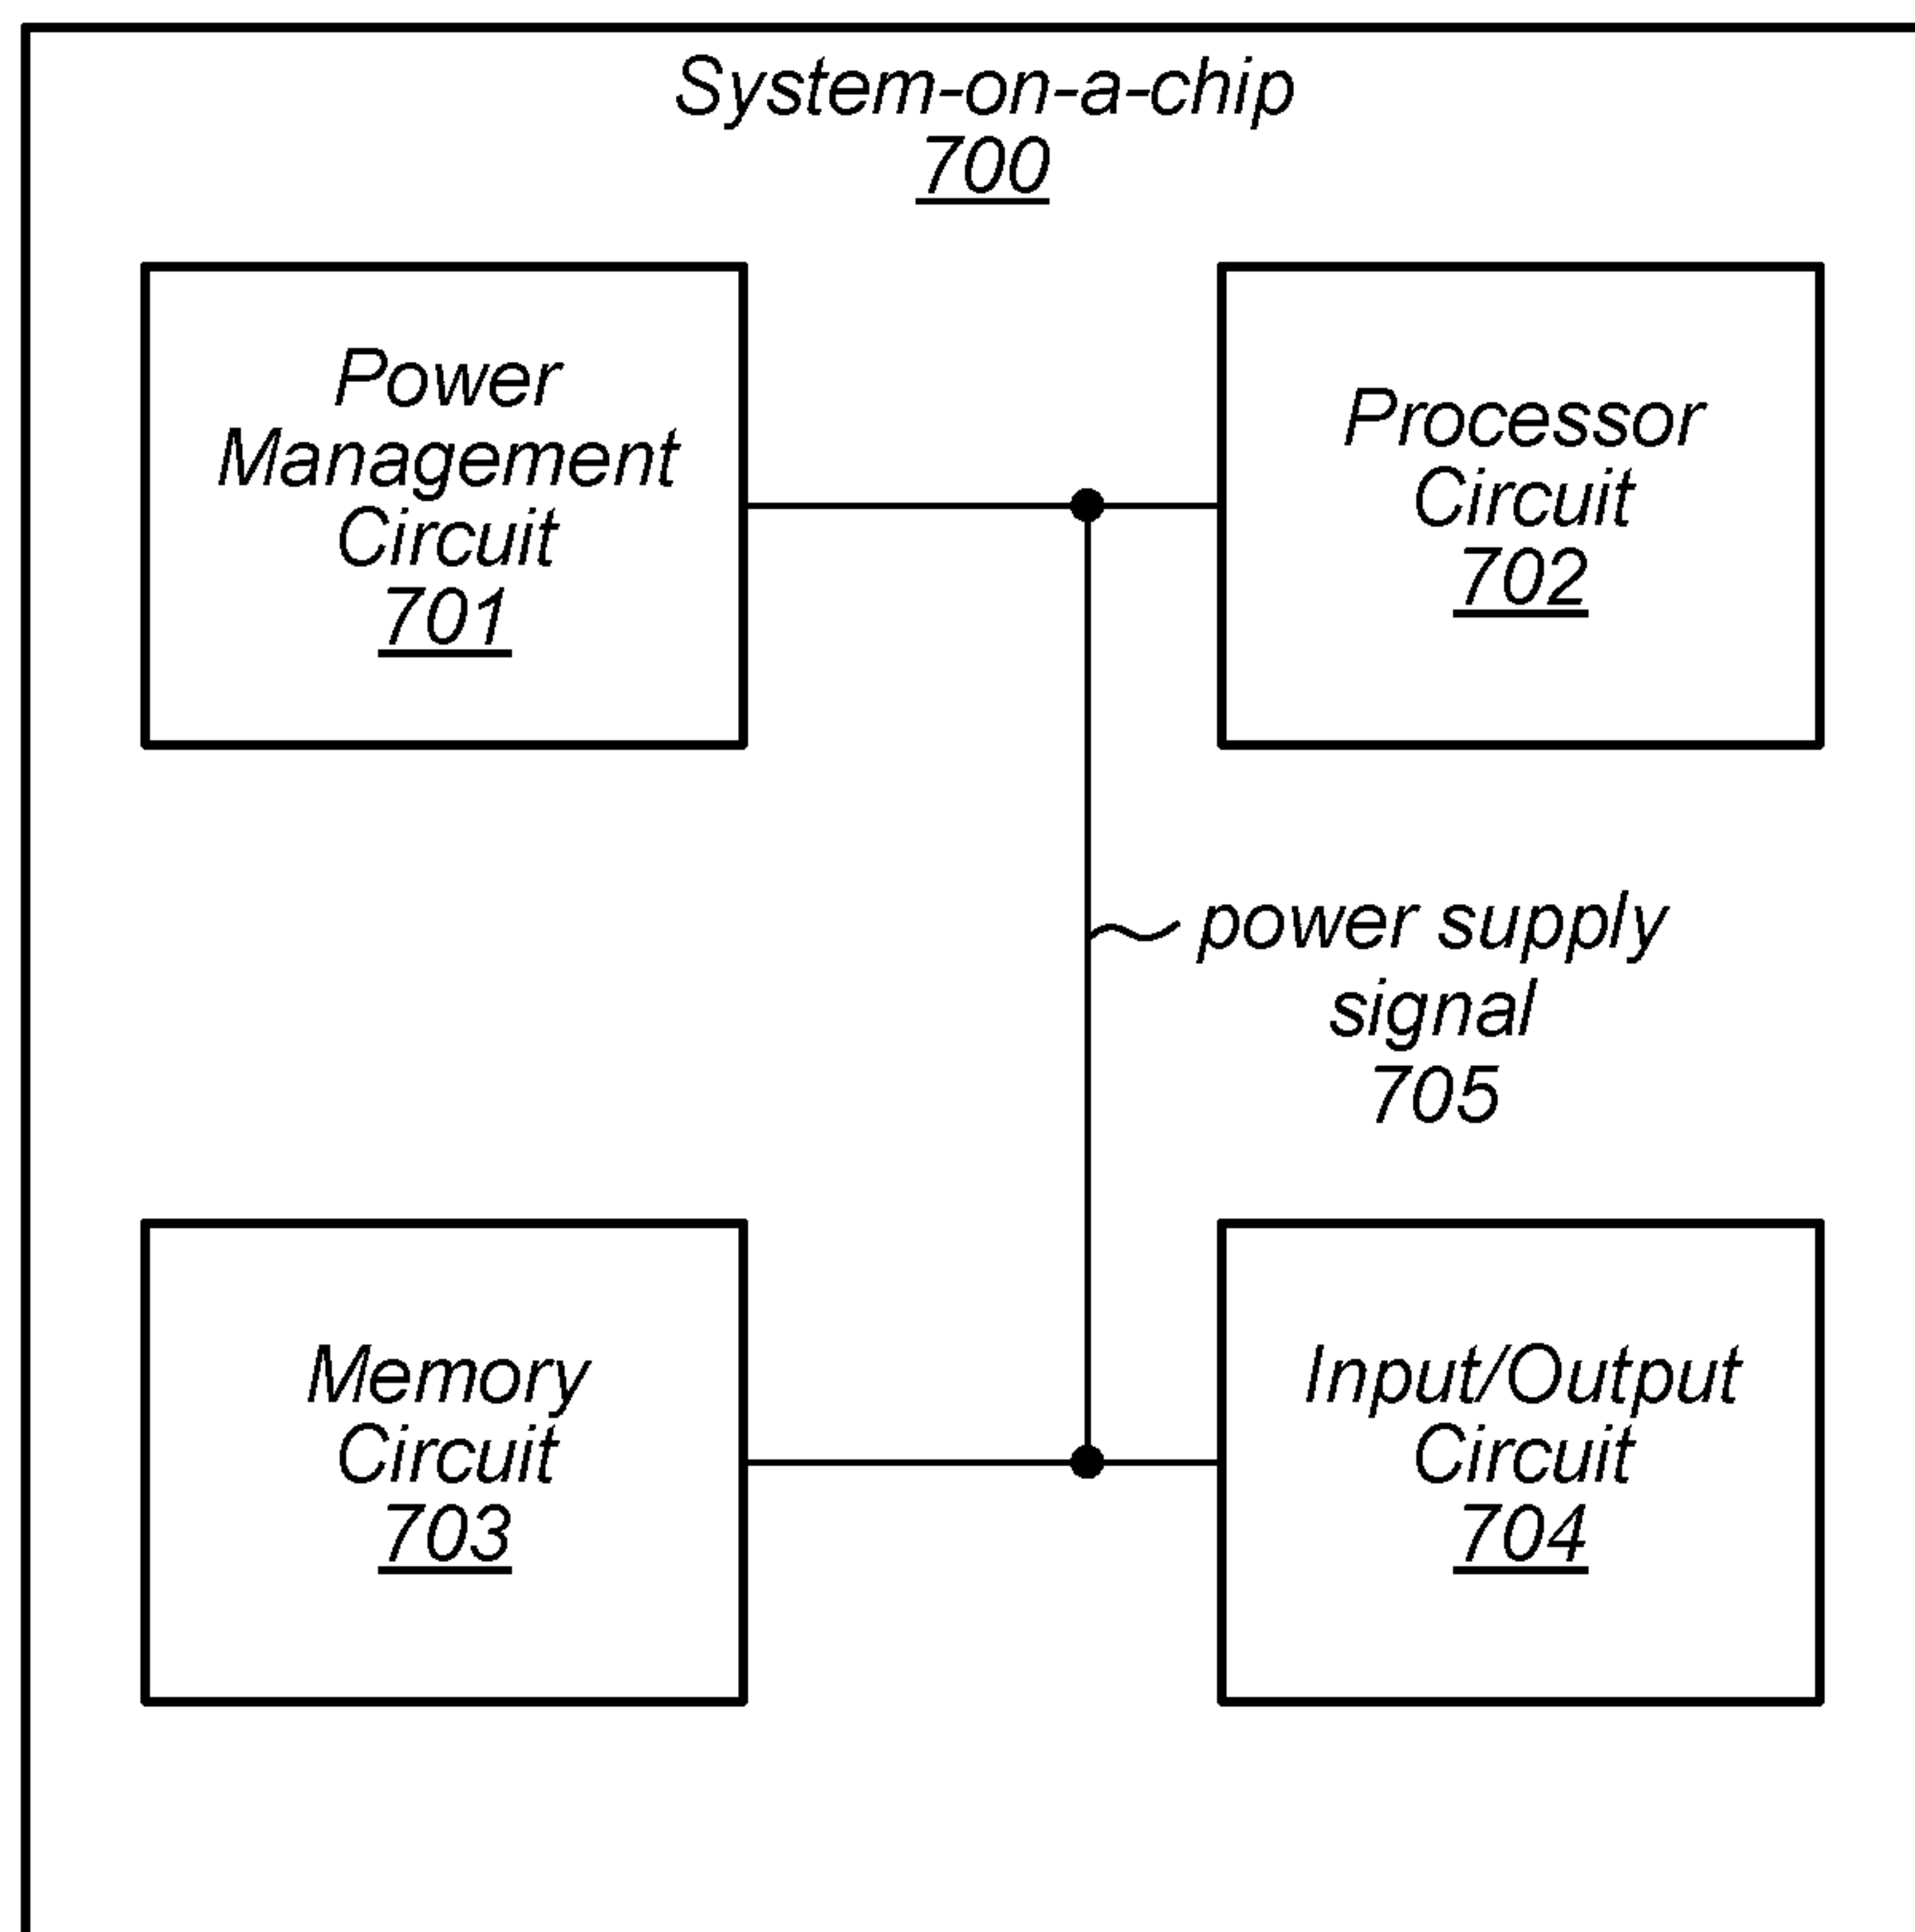 System-on-a-chip
700
Power
Management
Circuit
701
Processor
Circuit
702
power supply
signal
705
Memory
Circuit
703
Input/Output
Circuit
704